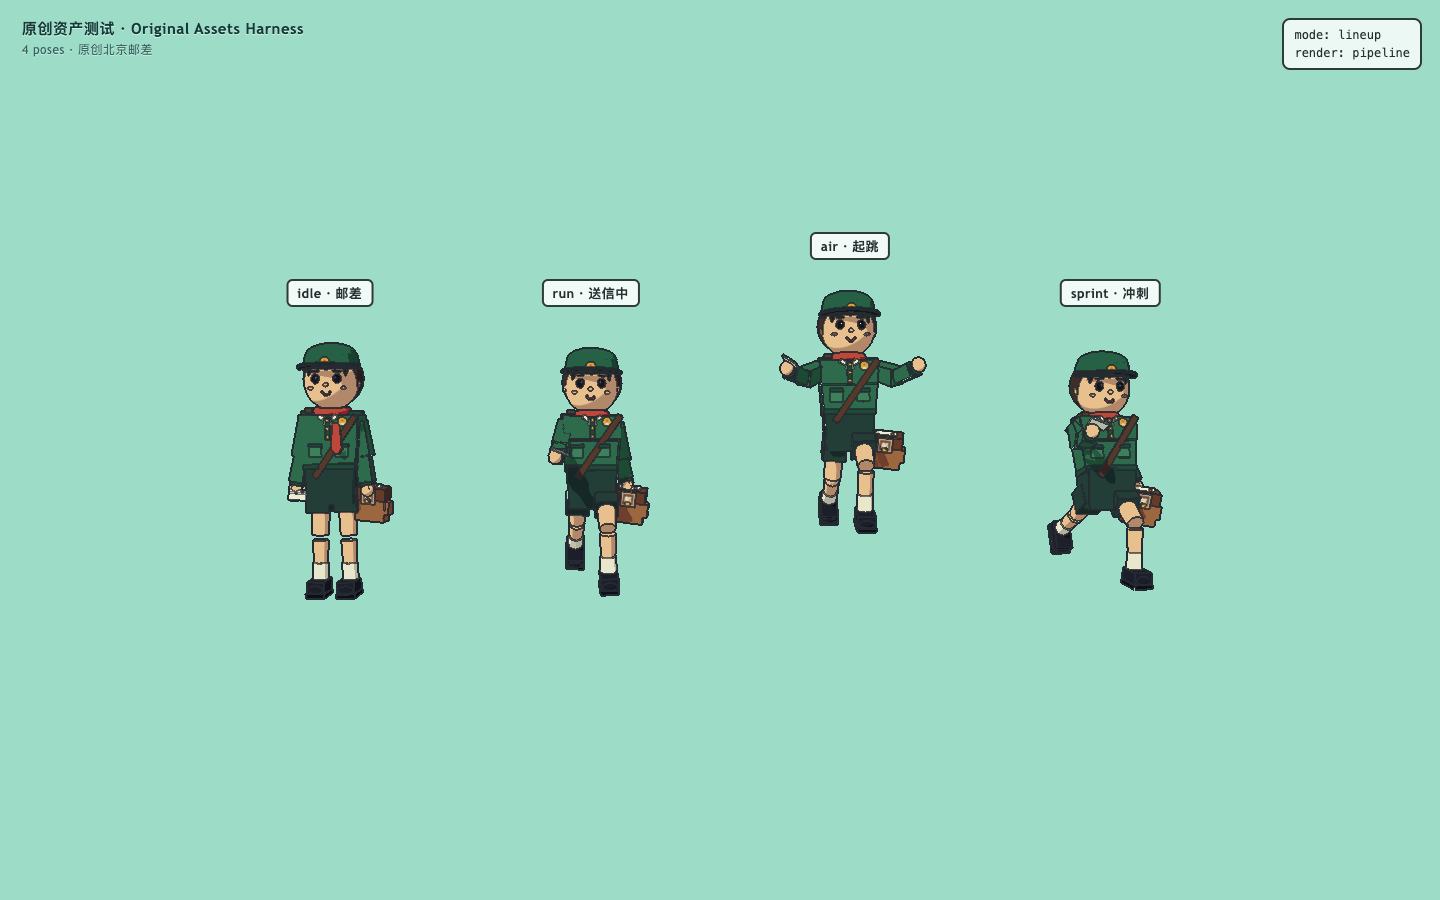 原创资产测试 · Original Assets Harness
4 poses · 原创北京邮差
mode: lineup
render: pipeline
air · 起跳
idle · 邮差
run · 送信中
sprint · 冲刺